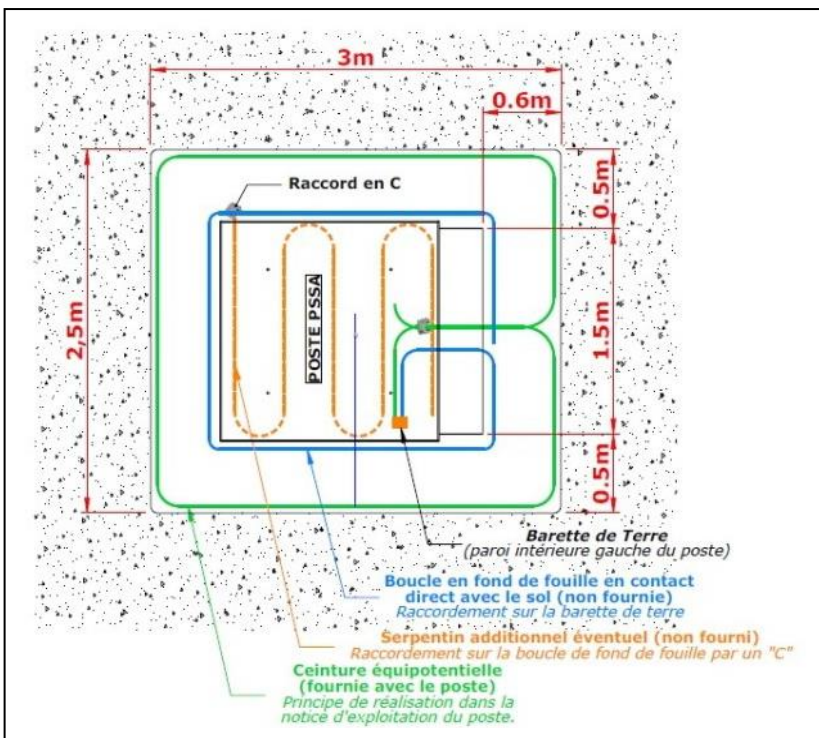 3m
0.6m
Raccord en C
0.5m
2,5m
POSTE PSSA
1.5m
0.5m
Barette de Terre
(paroi intérieure gauche du poste)
Boucle en fond de fouille en contact
direct avec le sol (non fournie)
Raccordement sur la barette de terre
Serpentin additionnel éventuel (non fourni)
Raccordement sur la boucle de fond de fouille par un "C"
Ceinture équipotentielle
(fournie avec le poste)
Principe de réalisation dans la
notice d'exploitation du poste.